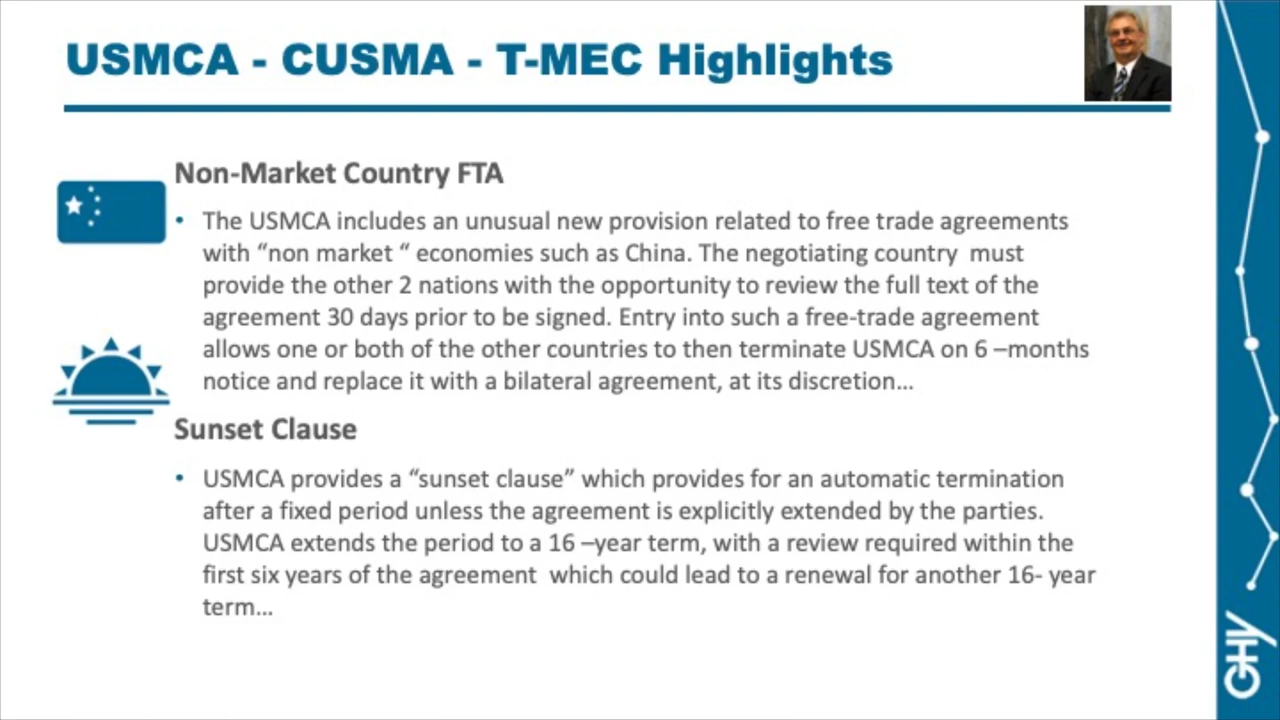 USMCA - CUSMA - T-MEC Highlights
Non-Market Country FTA
• The USMCA includes an unusual new provision related to free trade agreements
with “non market “ economies such as China. The negotiating country  must
provide the other 2 nations with the opportunity to review the full text of the
agreement 30 days prior to be signed. Entry into such a free-trade agreement
allows one or both of the other countries to then terminate USMCA on 6 –months
notice and replace it with a bilateral agreement, at its discretion…
Sunset Clause
• USMCA provides a “sunset clause” which provides for an automatic termination
after a fixed period unless the agreement is explicitly extended by the parties.
USMCA extends the period to a 16 –year term, with a review required within the
first six years of the agreement  which could lead to a renewal for another 16- year
term…
GHY